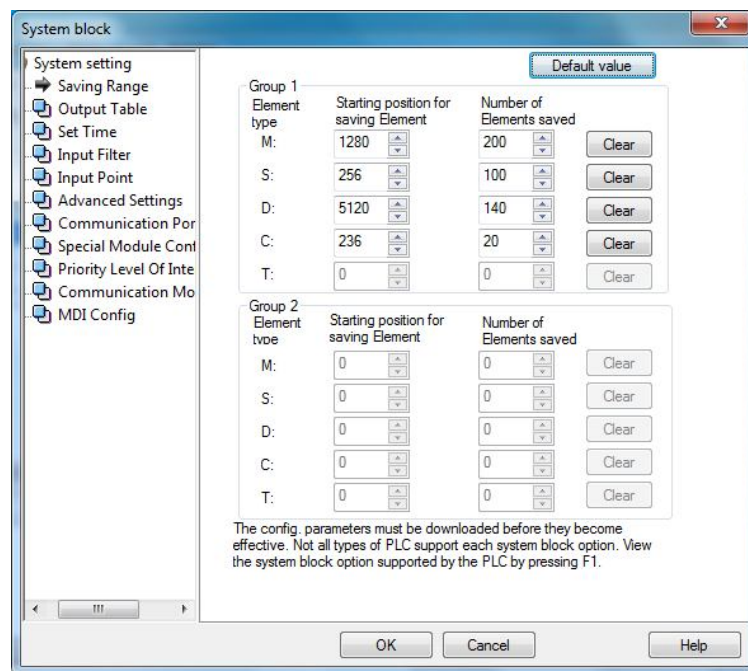 System block
System setting
Saving Range
Output Table
Set Time
Input Filter
Input Point
Advanced Settings
Communication Por
Special Module Conf
Priority Level Of Inte
Communication Mo
MDI Config
Default value
Group 1
Element type
Starting position for saving Element
Number of Elements saved
M: 1280 200 Clear
S: 256 100 Clear
D: 5120 140 Clear
C: 236 20 Clear
T: 0 0 Clear
Group 2
Element type
Starting position for saving Element
Number of Elements saved
M: 0 0 Clear
S: 0 0 Clear
D: 0 0 Clear
C: 0 0 Clear
T: 0 0 Clear
The config. parameters must be downloaded before they become
effective. Not all types of PLC support each system block option. View
the system block option supported by the PLC by pressing F1.
OK Cancel Help